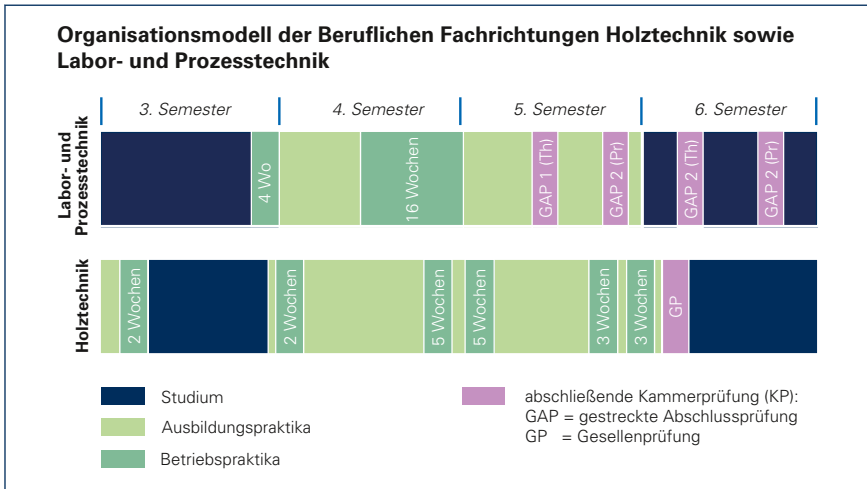 Organisationsmodell der Beruflichen Fachrichtungen Holztechnik sowie
Labor- und Prozesstechnik
3. Semester
4. Semester
5. Semester
6. Semester
Labor- und
Prozesstechnik
4 Wo
16 Wochen
GAP 1 (Th)
GAP 2 (Pr)
GAP 2 (Th)
GAP 2 (Pr)
Holztechnik
2 Wochen
2 Wochen
5 Wochen
5 Wochen
3 Wochen
3 Wochen
GP
Studium
Ausbildungspraktika
Betriebspraktika
abschließende Kammerprüfung (KP):
GAP = gestreckte Abschlussprüfung
GP = Gesellenprüfung